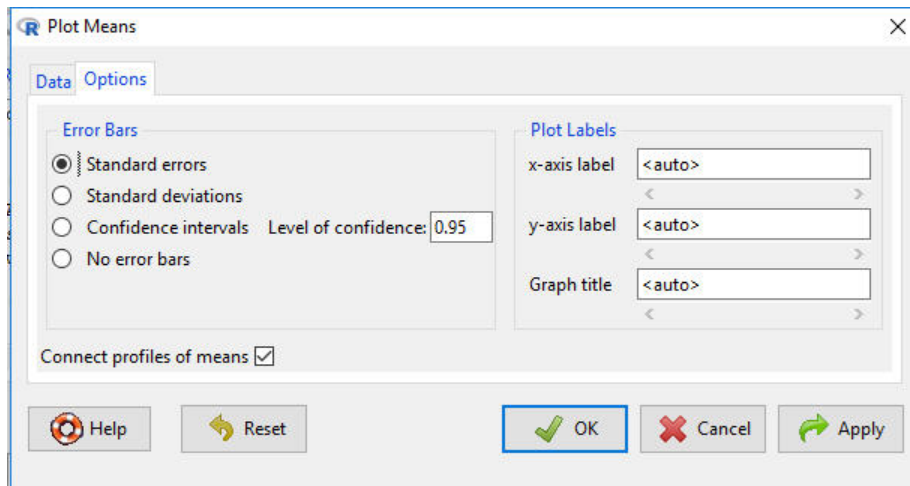 Plot Means
Data Options
Error Bars
Standard errors
Standard deviations
Confidence intervals Level of confidence: 0.95
No error bars
Plot Labels
x-axis label <auto>
y-axis label <auto>
Graph title <auto>
Connect profiles of means
Help Reset OK Cancel Apply